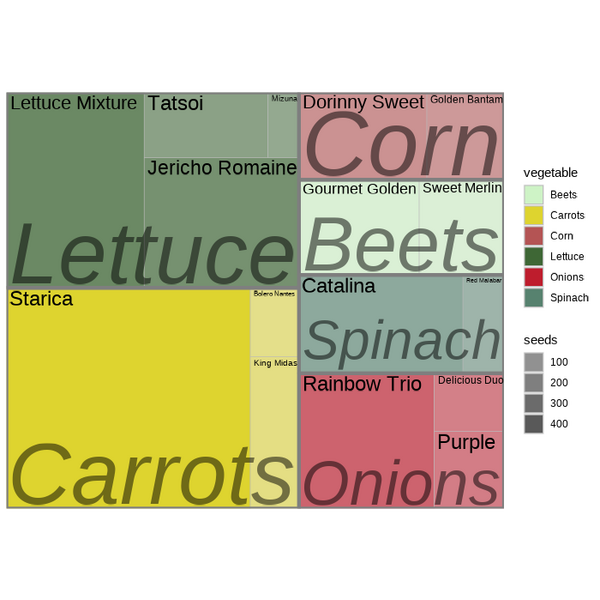 Lettuce Mixture
Tatsoi
Mizuna
Jericho Romaine
Lettuce
Dorinny Sweet
Golden Bantam
Corn
Gourmet Golden
Sweet Merlin
Beets
Starica
Bolero Nantes
King Midas
Carrots
Catalina
Red Malabar
Spinach
Rainbow Trio
Delicious Duo
Purple
Onions
vegetable
Beets
Carrots
Corn
Lettuce
Onions
Spinach
seeds
100
200
300
400